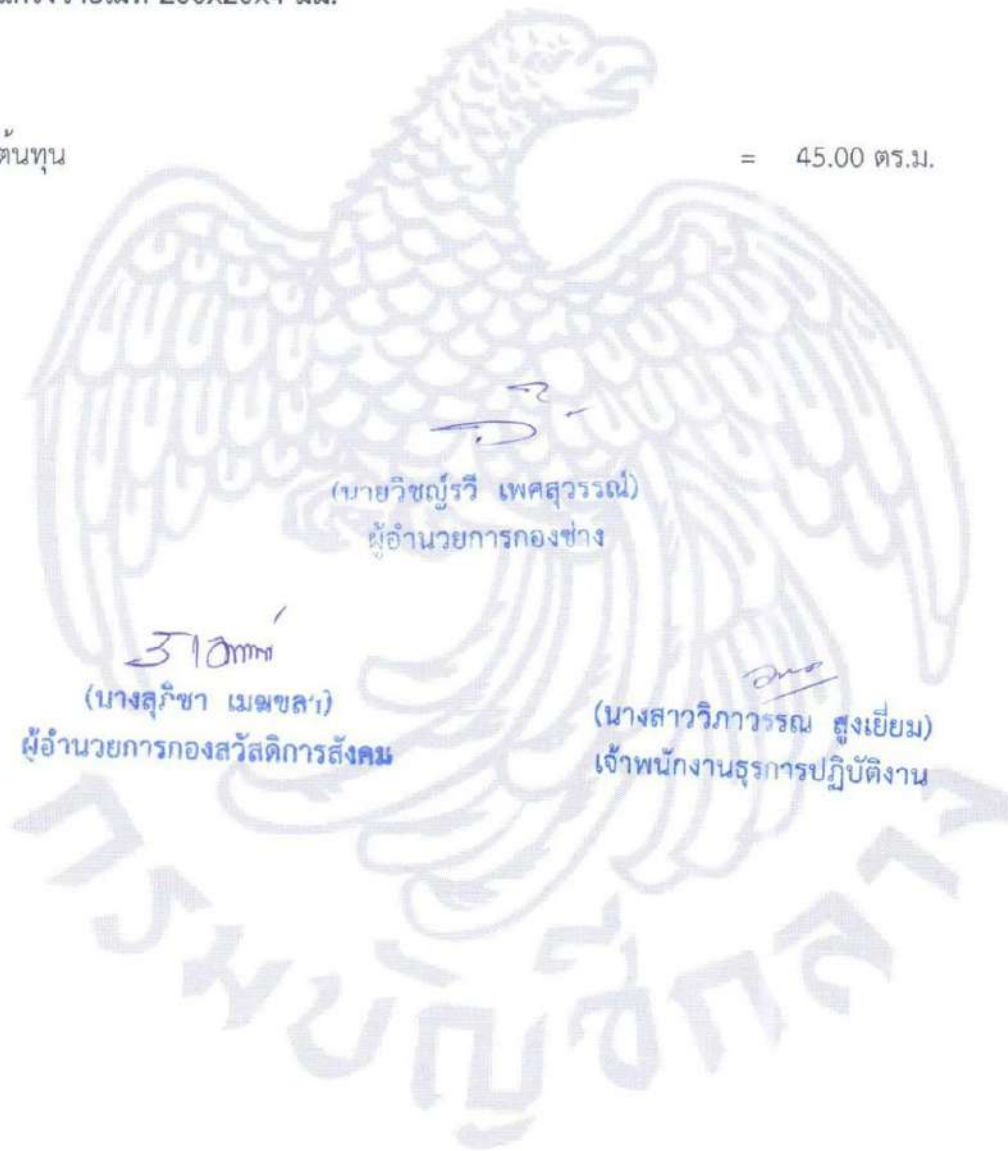 200x20x4 มม.
ต้นทุน = 45.00 ตร.ม.
(นายวิชญ์รวี เพศสุวรรณ์)
ผู้อำนวยการกองช่าง
(นางสุภิชา เมฆขลา)
ผู้อำนวยการกองสวัสดิการสังคม
(นางสาววิภาวรรณ สูงเยี่ยม)
เจ้าพนักงานธุรการปฏิบัติงาน
กรมบัญชีกลาง